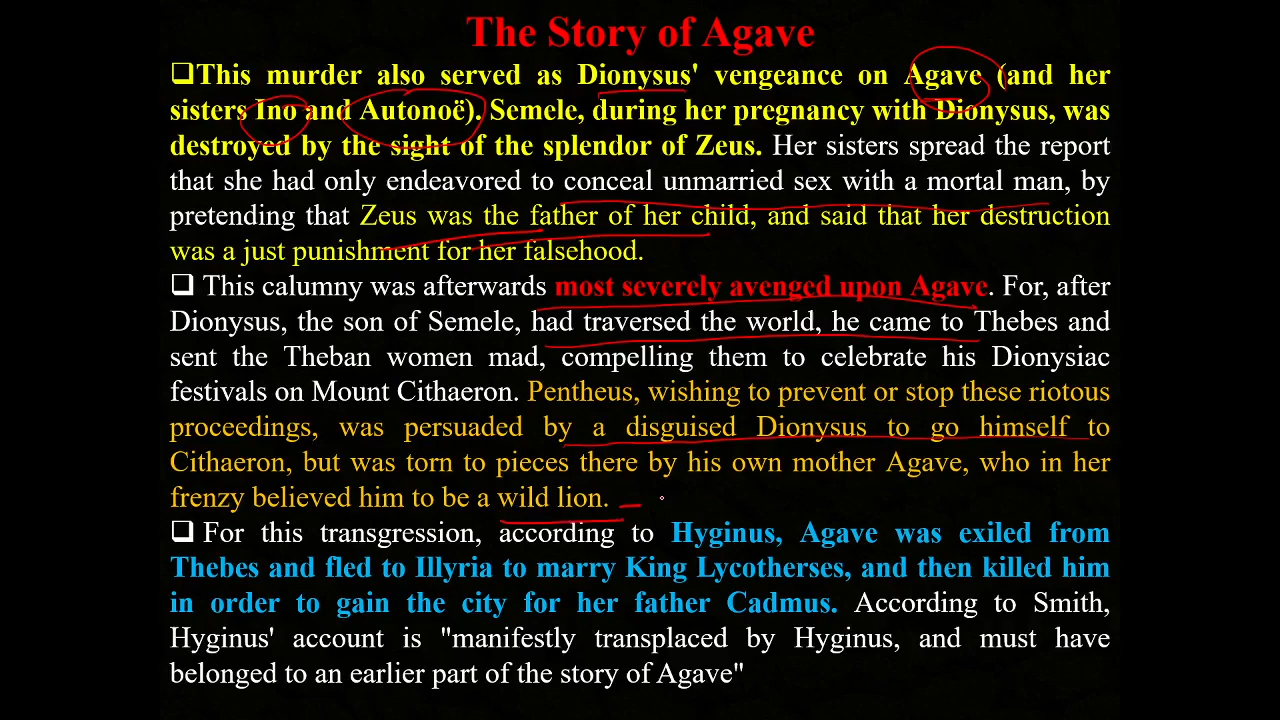 The Story of Agave
❑This murder also served as Dionysus' vengeance on Agave (and her
sisters Ino and Autonoë). Semele, during her pregnancy with Dionysus, was
destroyed by the sight of the splendor of Zeus. Her sisters spread the report
that she had only endeavored to conceal unmarried sex with a mortal man, by
pretending that Zeus was the father of her child, and said that her destruction
was a just punishment for her falsehood.
❑ This calumny was afterwards most severely avenged upon Agave. For, after
Dionysus, the son of Semele, had traversed the world, he came to Thebes and
sent the Theban women mad, compelling them to celebrate his Dionysiac
festivals on Mount Cithaeron. Pentheus, wishing to prevent or stop these riotous
proceedings, was persuaded by a disguised Dionysus to go himself to
Cithaeron, but was torn to pieces there by his own mother Agave, who in her
frenzy believed him to be a wild lion.
❑ For this transgression, according to Hyginus, Agave was exiled from
Thebes and fled to Illyria to marry King Lycotherses, and then killed him
in order to gain the city for her father Cadmus. According to Smith,
Hyginus' account is "manifestly transplaced by Hyginus, and must have
belonged to an earlier part of the story of Agave"